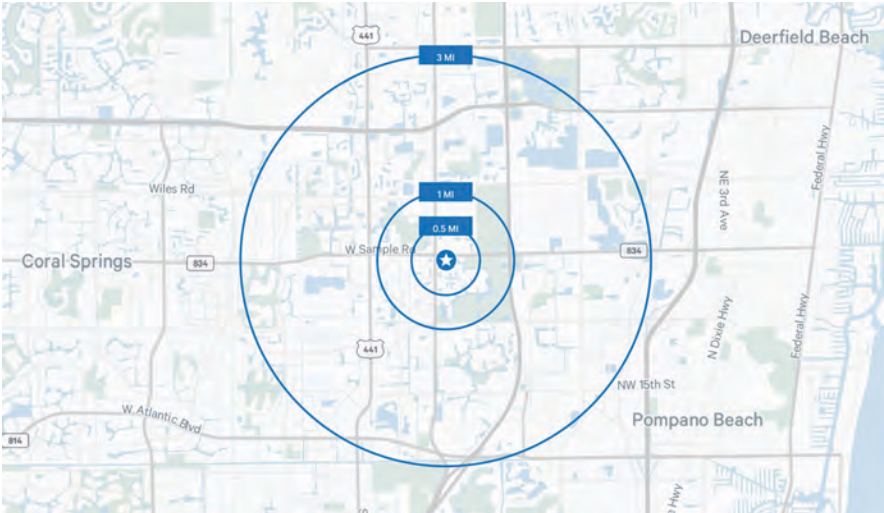 441
Deerfield Beach
3 MI
Federal Hwy
Wiles Rd
1 MI
NE 3rd Ave
0.5 MI
W Sample Rd
834
Coral Springs
834
N Dixie Hwy
Federal Hwy
441
NW 15th St
W Atlantic Blvd
Pompano Beach
814
Hwy